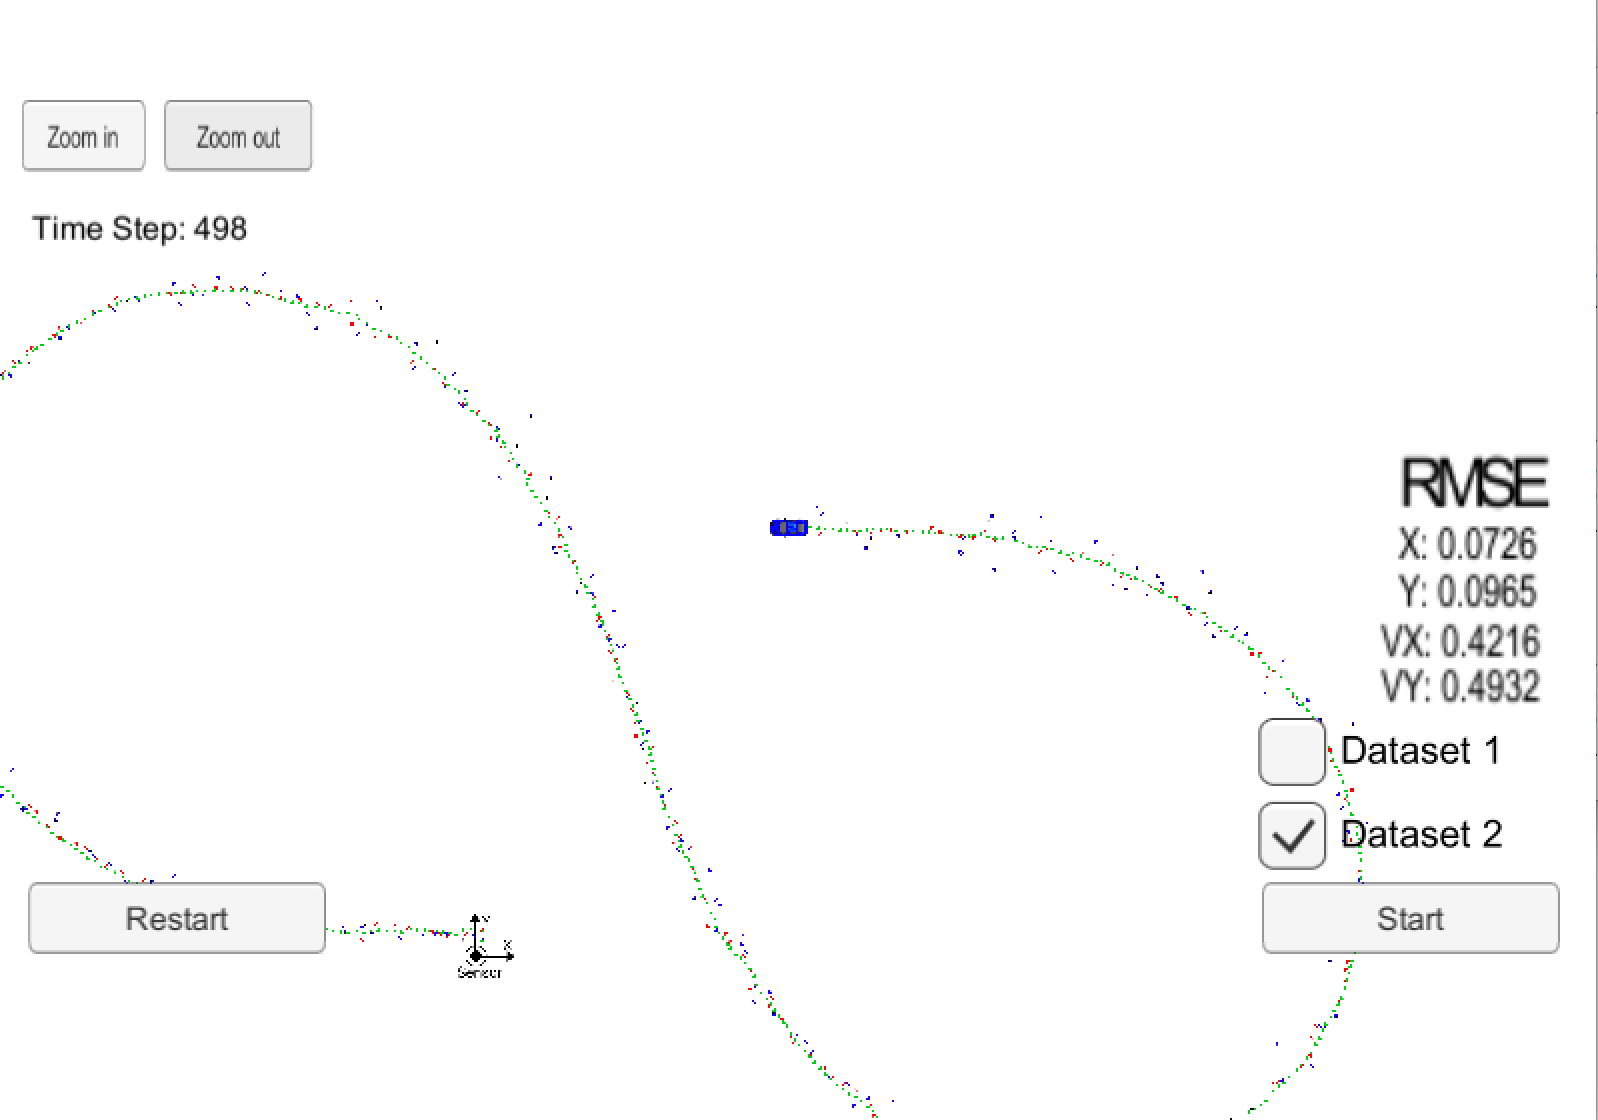 Zoom in
Zoom out
Time Step: 498
RMSE
X: 0.0726
Y: 0.0965
VX: 0.4216
VY: 0.4932
Dataset 1
Dataset 2
Restart
Start
Y
X
Sensor